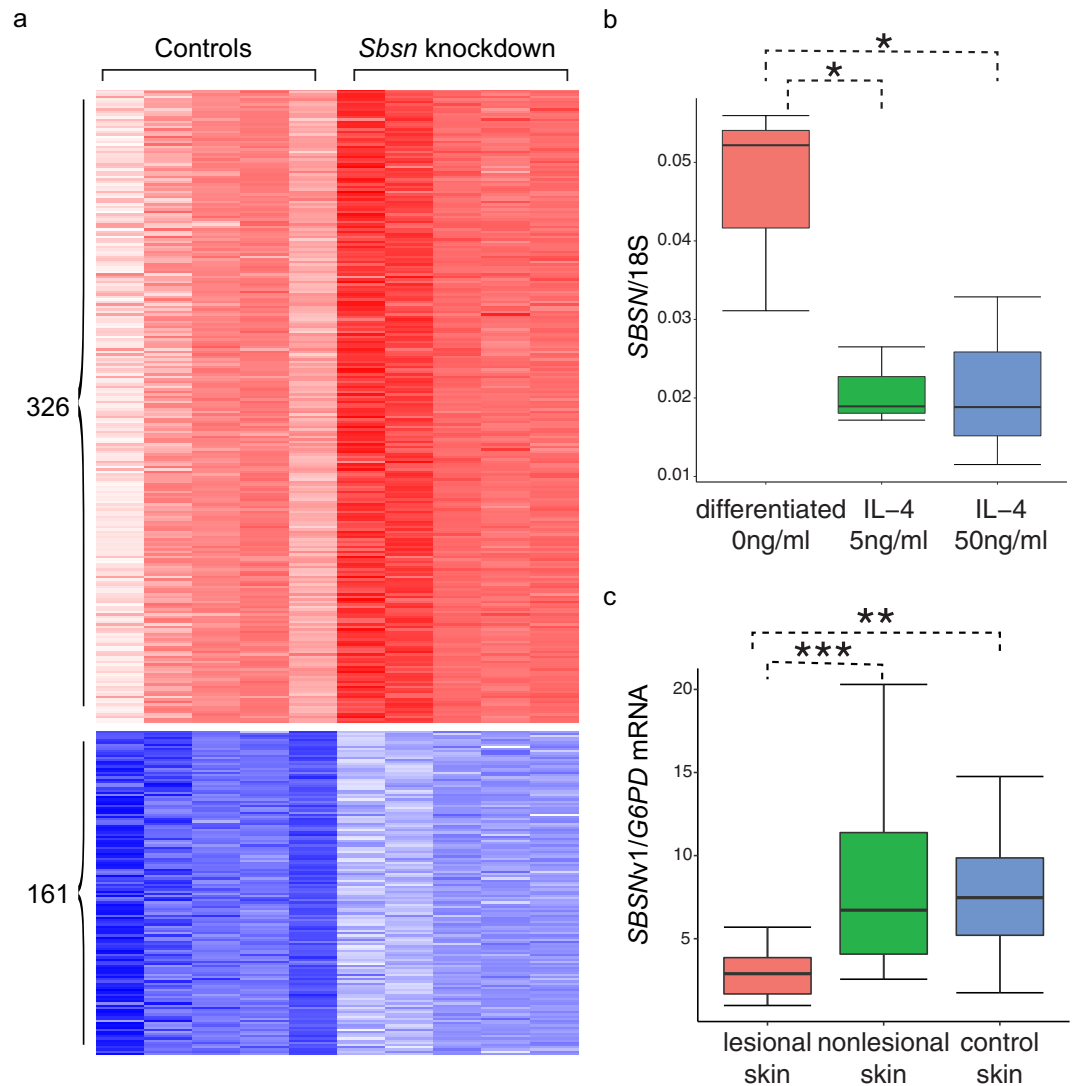 a
Controls
Sbsn knockdown
326
161
b
*
*
SBSN/18S
0.05
0.04
0.03
0.02
0.01
differentiated
0ng/ml
IL−4
5ng/ml
IL−4
50ng/ml
c
**
***
SBSNv1/G6PD mRNA
20
15
10
5
lesional
skin
nonlesional
skin
control
skin